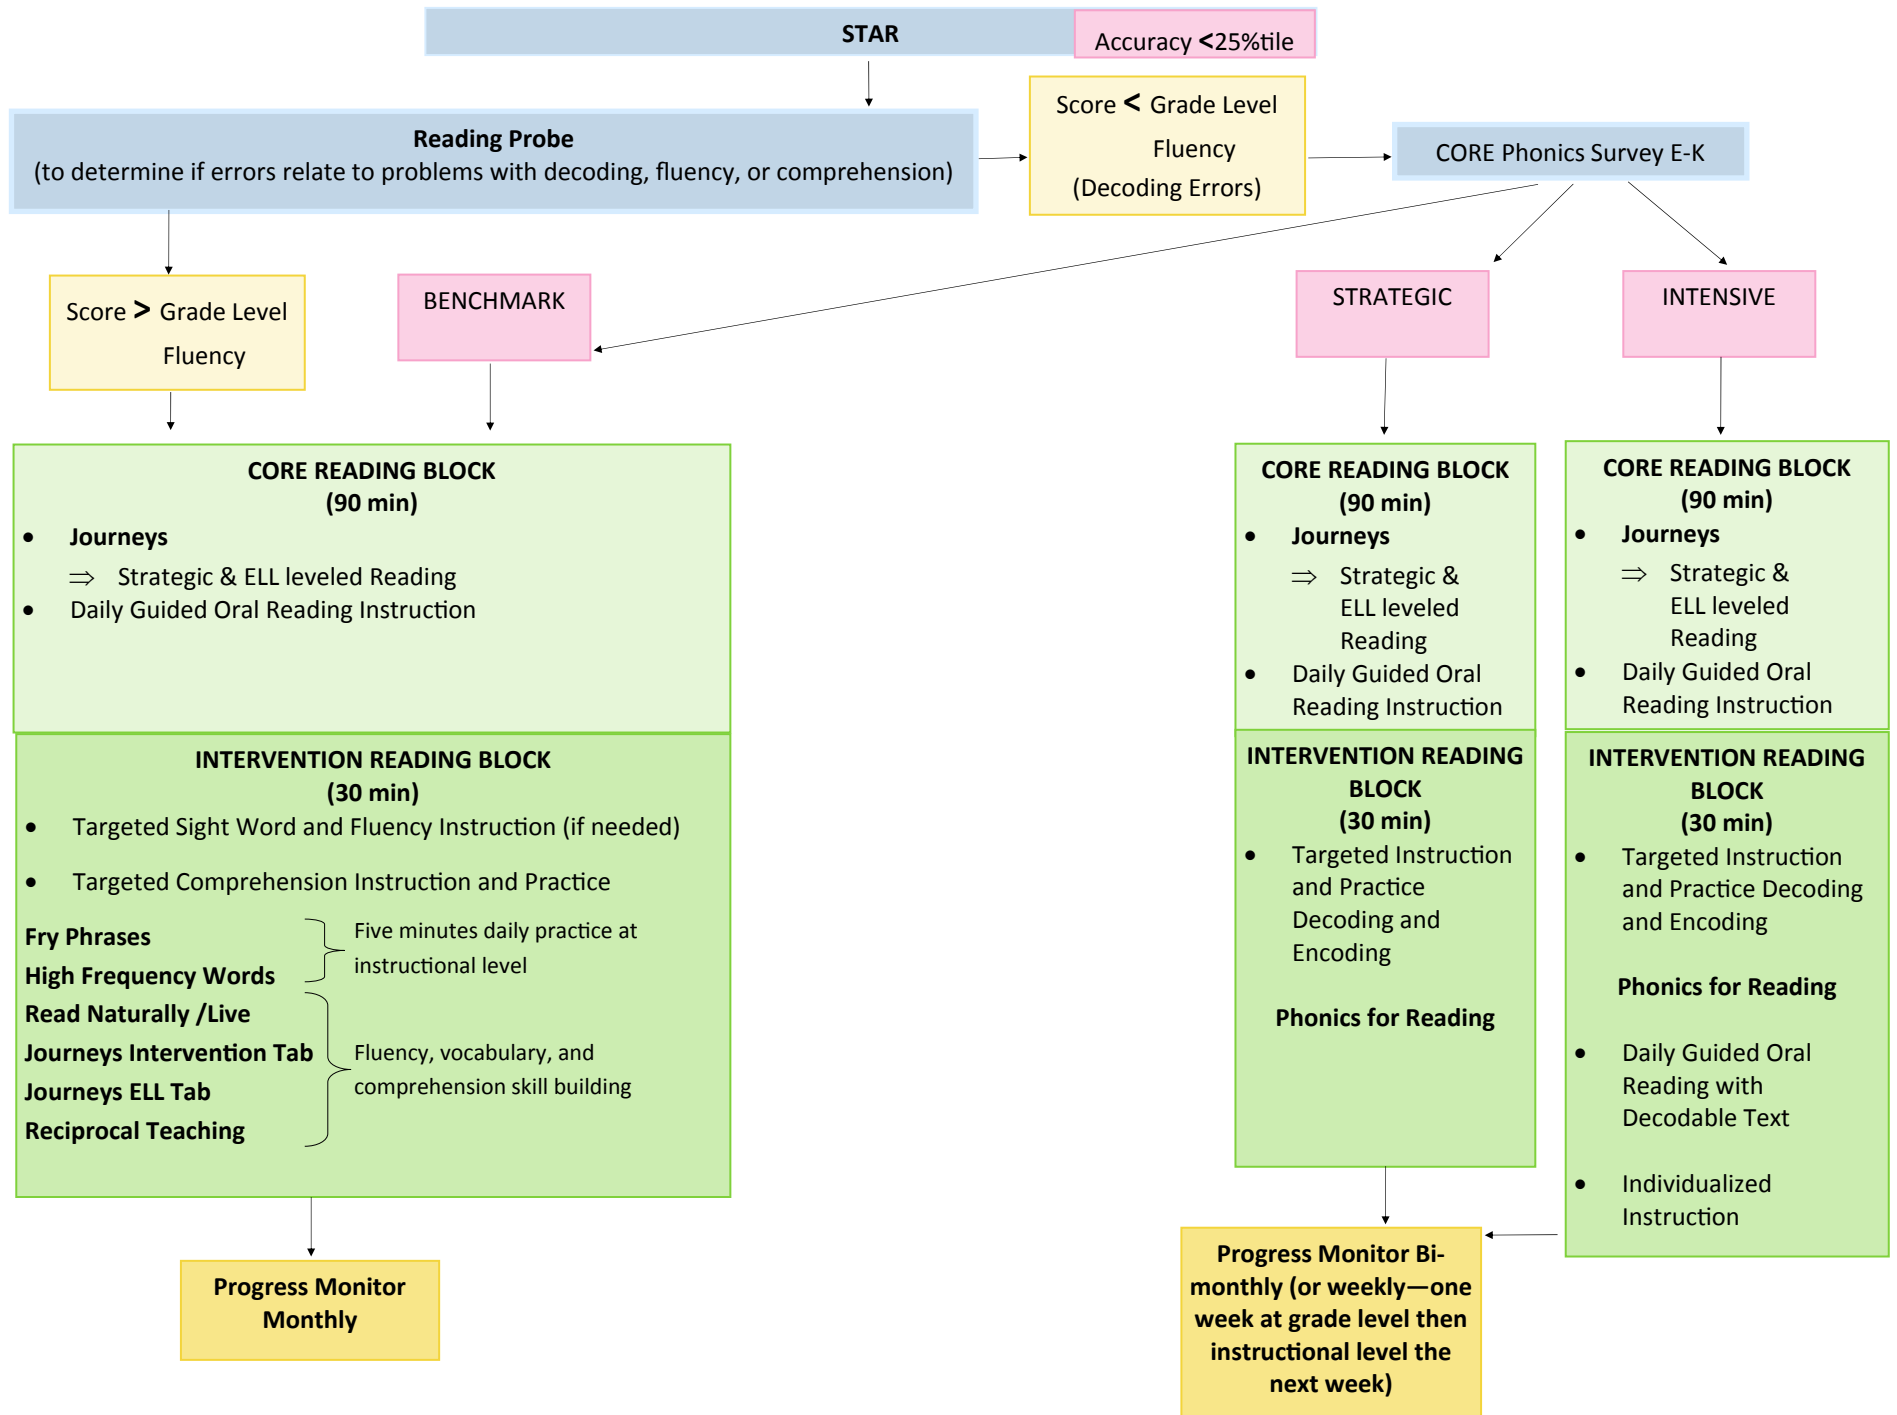 STAR
Accuracy <25%tile
Reading Probe
(to determine if errors relate to problems with decoding, fluency, or comprehension)
Score < Grade Level
Fluency
(Decoding Errors)
CORE Phonics Survey E-K
Score > Grade Level
Fluency
BENCHMARK
STRATEGIC
INTENSIVE
CORE READING BLOCK
(90 min)
• Journeys
⇒ Strategic & ELL leveled Reading
• Daily Guided Oral Reading Instruction
INTERVENTION READING BLOCK
(30 min)
• Targeted Sight Word and Fluency Instruction (if needed)
• Targeted Comprehension Instruction and Practice
Fry Phrases
High Frequency Words
Five minutes daily practice at
instructional level
Read Naturally /Live
Journeys Intervention Tab
Journeys ELL Tab
Reciprocal Teaching
Fluency, vocabulary, and
comprehension skill building
Progress Monitor
Monthly
CORE READING BLOCK
(90 min)
• Journeys
⇒ Strategic &
ELL leveled
Reading
• Daily Guided Oral
Reading Instruction
INTERVENTION READING
BLOCK
(30 min)
• Targeted Instruction
and Practice
Decoding and
Encoding
Phonics for Reading
CORE READING BLOCK
(90 min)
• Journeys
⇒ Strategic &
ELL leveled
Reading
• Daily Guided Oral
Reading Instruction
INTERVENTION READING
BLOCK
(30 min)
• Targeted Instruction
and Practice Decoding
and Encoding
Phonics for Reading
• Daily Guided Oral
Reading with
Decodable Text
• Individualized
Instruction
Progress Monitor Bi-
monthly (or weekly—one
week at grade level then
instructional level the
next week)